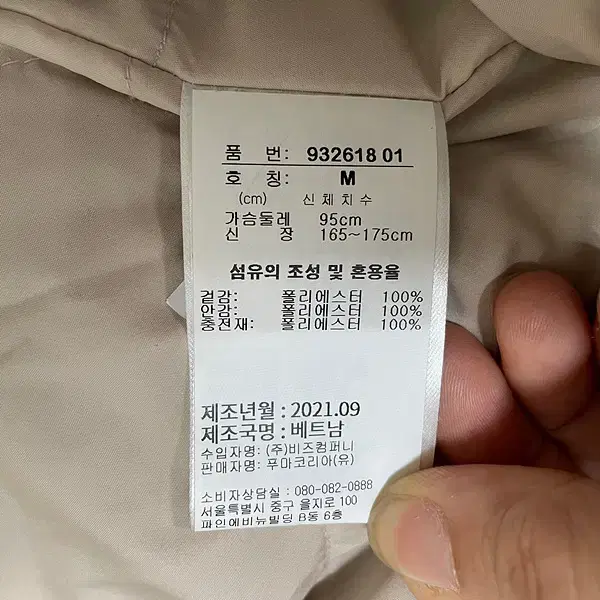 품 번: 932618 01
호 칭: M
(cm) 신체치수
가슴둘레 95cm
신 장 165~175cm
섬유의 조성 및 혼용율
겉감: 폴리에스터 100%
안감: 폴리에스터 100%
충전재: 폴리에스터 100%
제조년월 : 2021.09
제조국명 : 베트남
수입자명: (주)비즈컴퍼니
판매자명: 푸마코리아(유)
소비자상담실 : 080-082-0888
서울특별시 중구 을지로 100
파인에비뉴빌딩 B동 6층